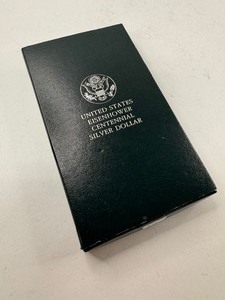 UNITED STATES
EISENHOWER
CENTENNIAL
SILVER DOLLAR